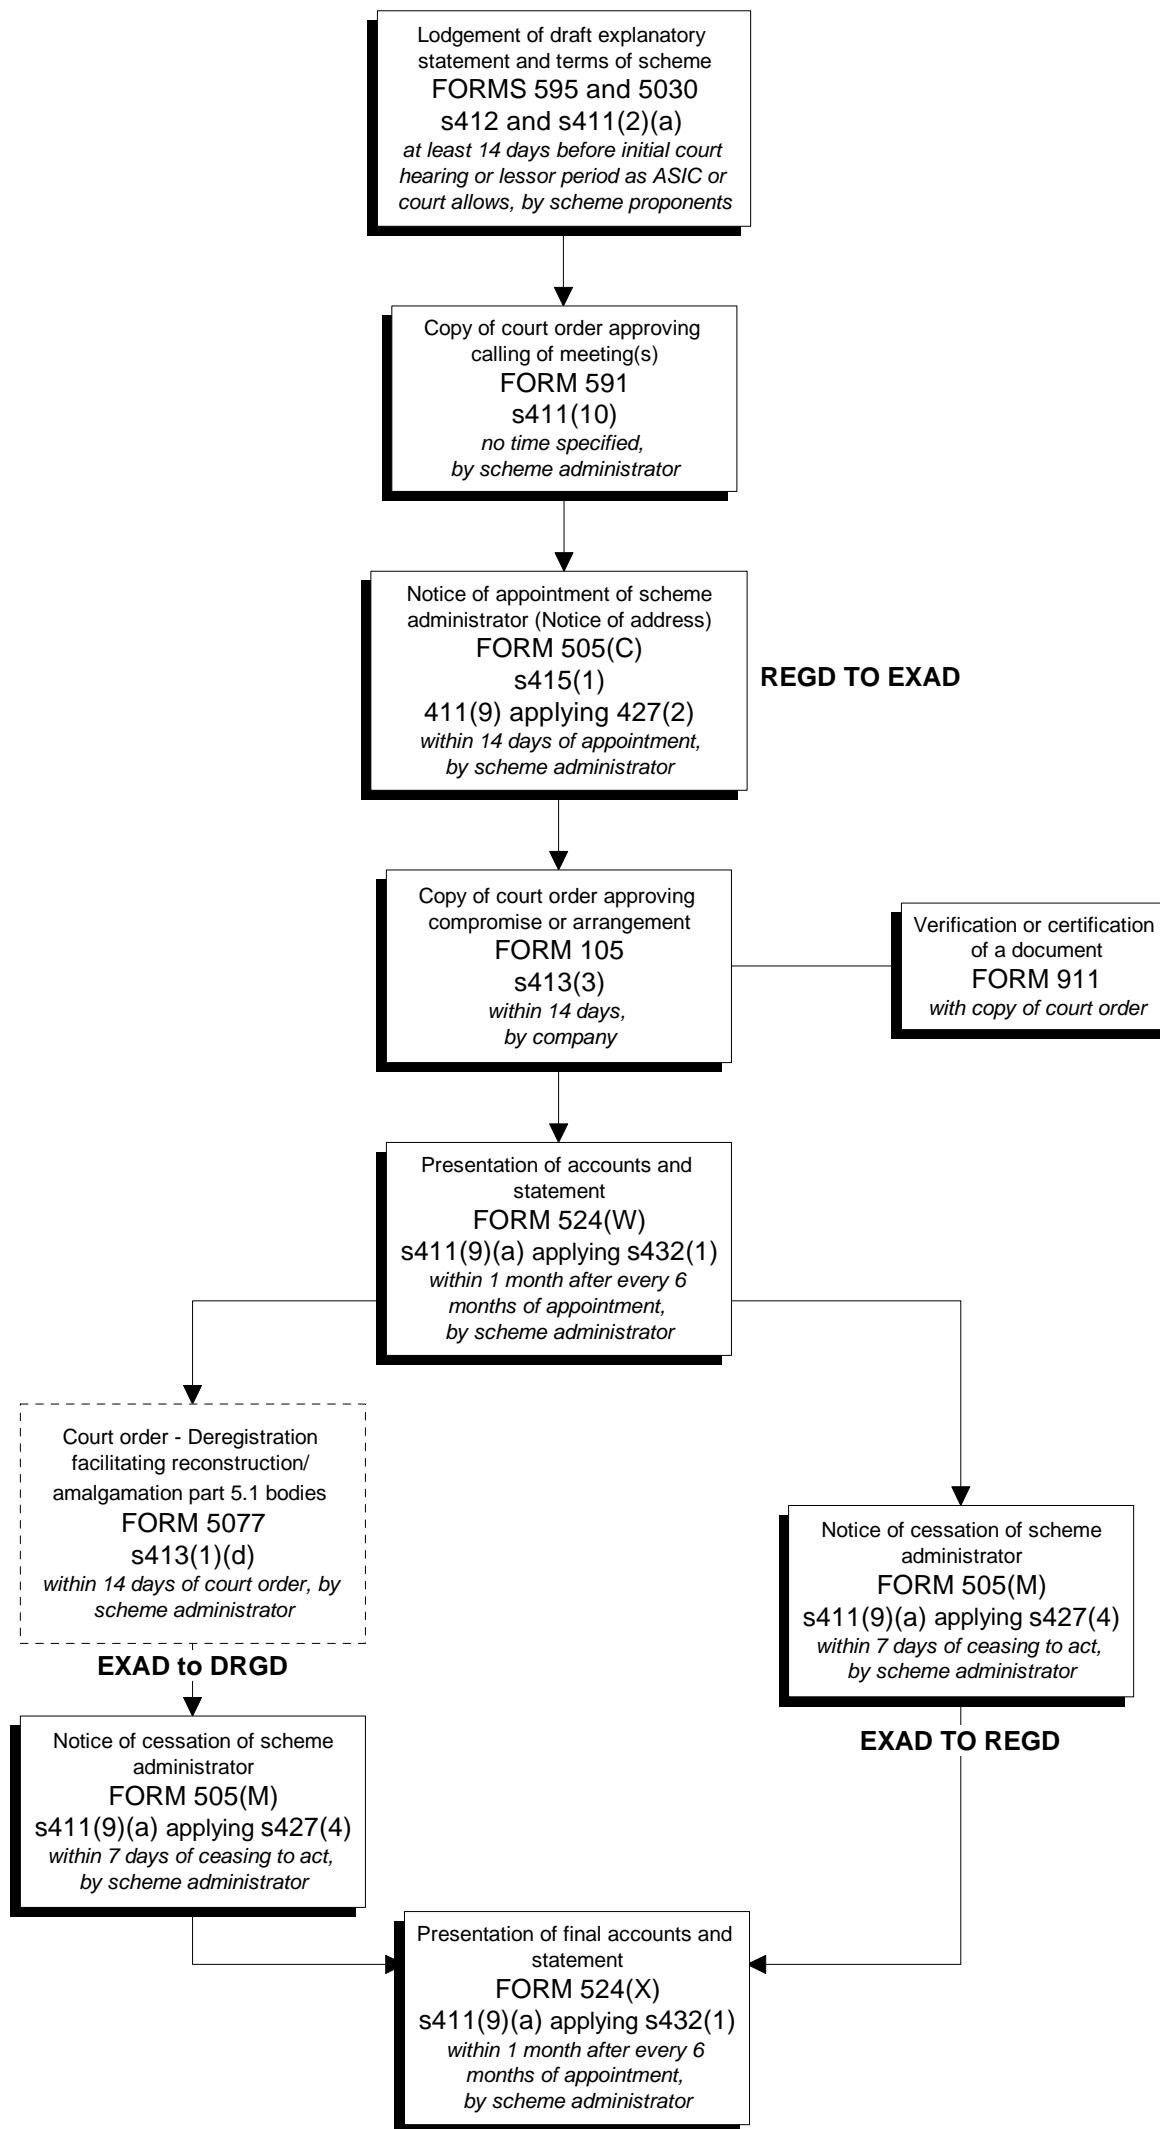 Lodgement of draft explanatory
statement and terms of scheme
FORMS 595 and 5030
s412 and s411(2)(a)
at least 14 days before initial court
hearing or lessor period as ASIC or
court allows, by scheme proponents
Copy of court order approving
calling of meeting(s)
FORM 591
s411(10)
no time specified,
by scheme administrator
Notice of appointment of scheme
administrator (Notice of address)
FORM 505(C)
s415(1)
411(9) applying 427(2)
within 14 days of appointment,
by scheme administrator
REGD TO EXAD
Copy of court order approving
compromise or arrangement
FORM 105
s413(3)
within 14 days,
by company
Verification or certification
of a document
FORM 911
with copy of court order
Presentation of accounts and
statement
FORM 524(W)
s411(9)(a) applying s432(1)
within 1 month after every 6
months of appointment,
by scheme administrator
Court order - Deregistration
facilitating reconstruction/
amalgamation part 5.1 bodies
FORM 5077
s413(1)(d)
within 14 days of court order, by
scheme administrator
EXAD to DRGD
Notice of cessation of scheme
administrator
FORM 505(M)
s411(9)(a) applying s427(4)
within 7 days of ceasing to act,
by scheme administrator
Notice of cessation of scheme
administrator
FORM 505(M)
s411(9)(a) applying s427(4)
within 7 days of ceasing to act,
by scheme administrator
EXAD TO REGD
Presentation of final accounts and
statement
FORM 524(X)
s411(9)(a) applying s432(1)
within 1 month after every 6
months of appointment,
by scheme administrator